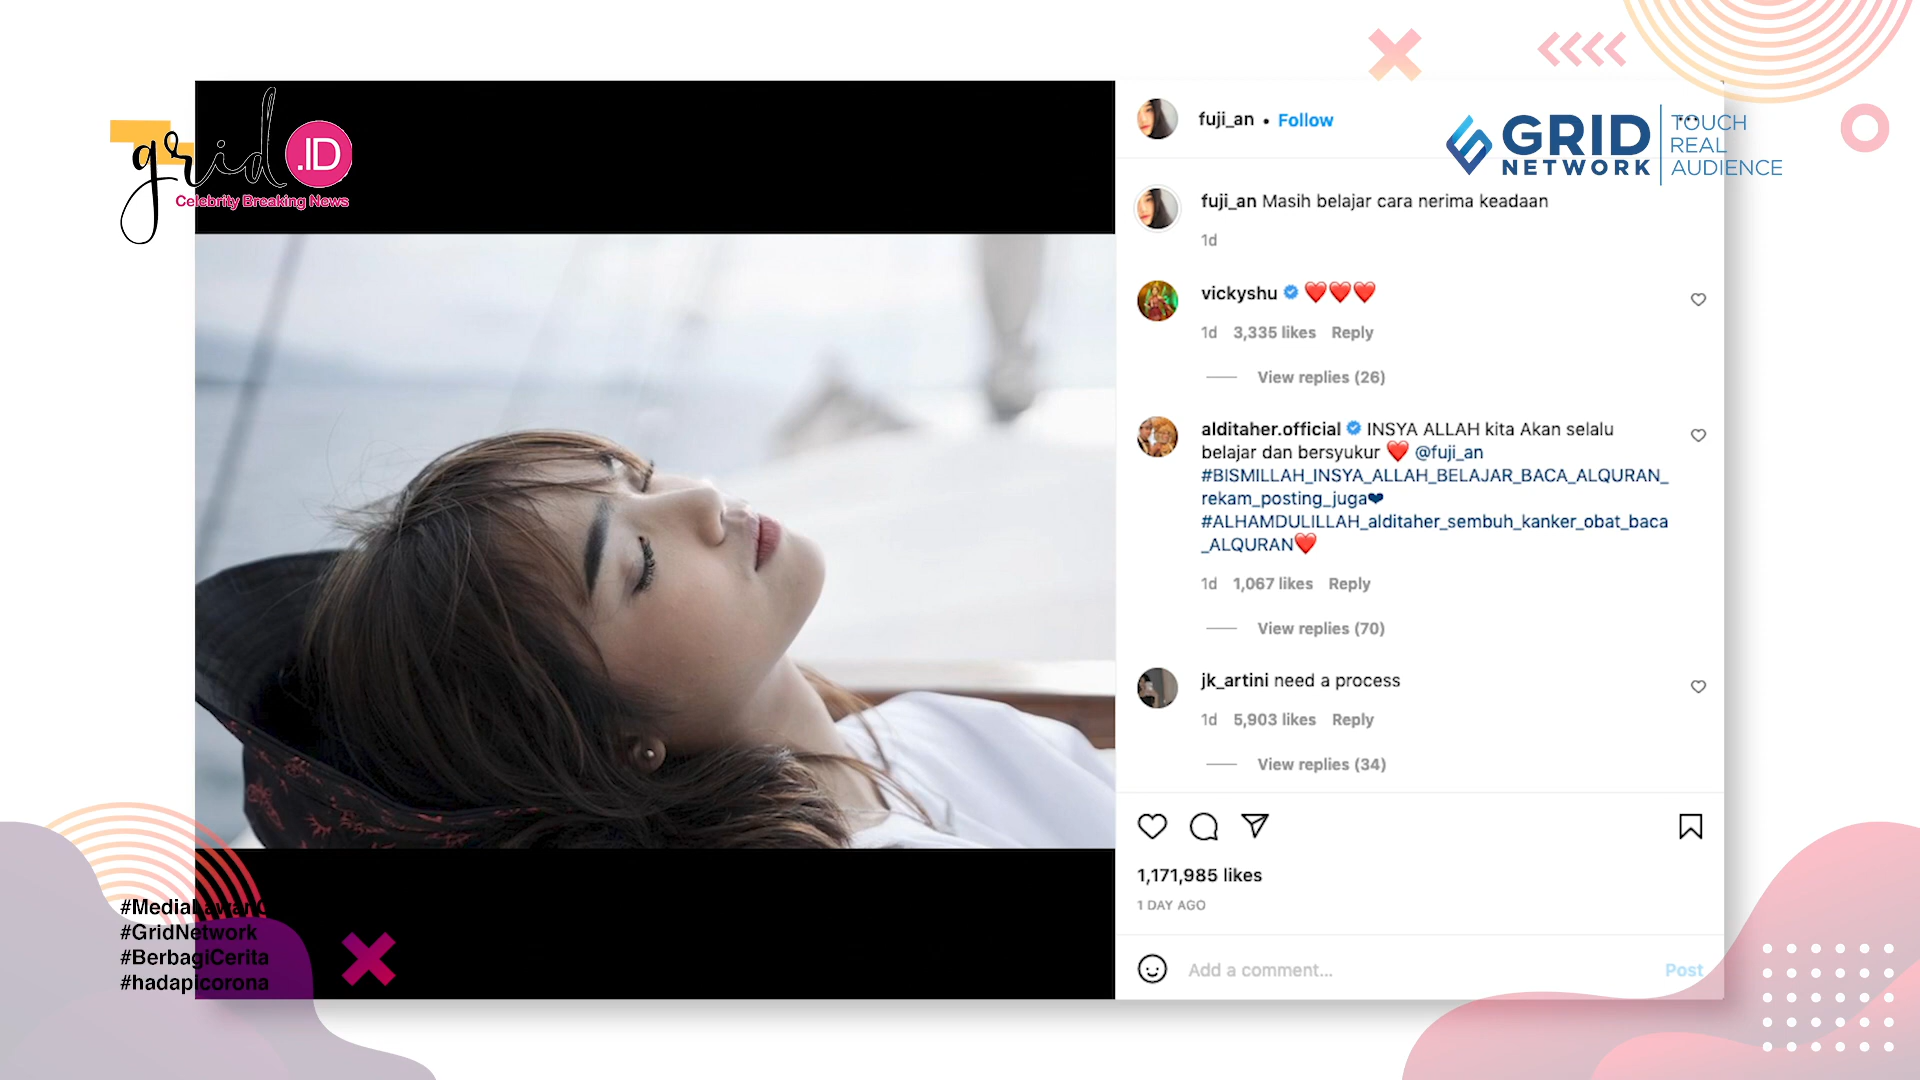 grid .ID
Celebrity Breaking News
GRID
NETWORK
TOUCH
REAL
AUDIENCE
fuji_an • Follow
fuji_an Masih belajar cara nerima keadaan
1d
vickyshu ❤️❤️❤️
1d 3,335 likes Reply
View replies (26)
alditaher.official INSYA ALLAH kita Akan selalu
belajar dan bersyukur ❤️ @fuji_an
#BISMILLAH_INSYA_ALLAH_BELAJAR_BACA_ALQURAN_
rekam_posting_juga❤
#ALHAMDULILLAH_alditaher_sembuh_kanker_obat_baca
_ALQURAN❤️
1d 1,067 likes Reply
View replies (70)
jk_artini need a process
1d 5,903 likes Reply
View replies (34)
1,171,985 likes
1 DAY AGO
Add a comment... Post
#GridNetwork
#BerbagiCerita
#hadapicorona